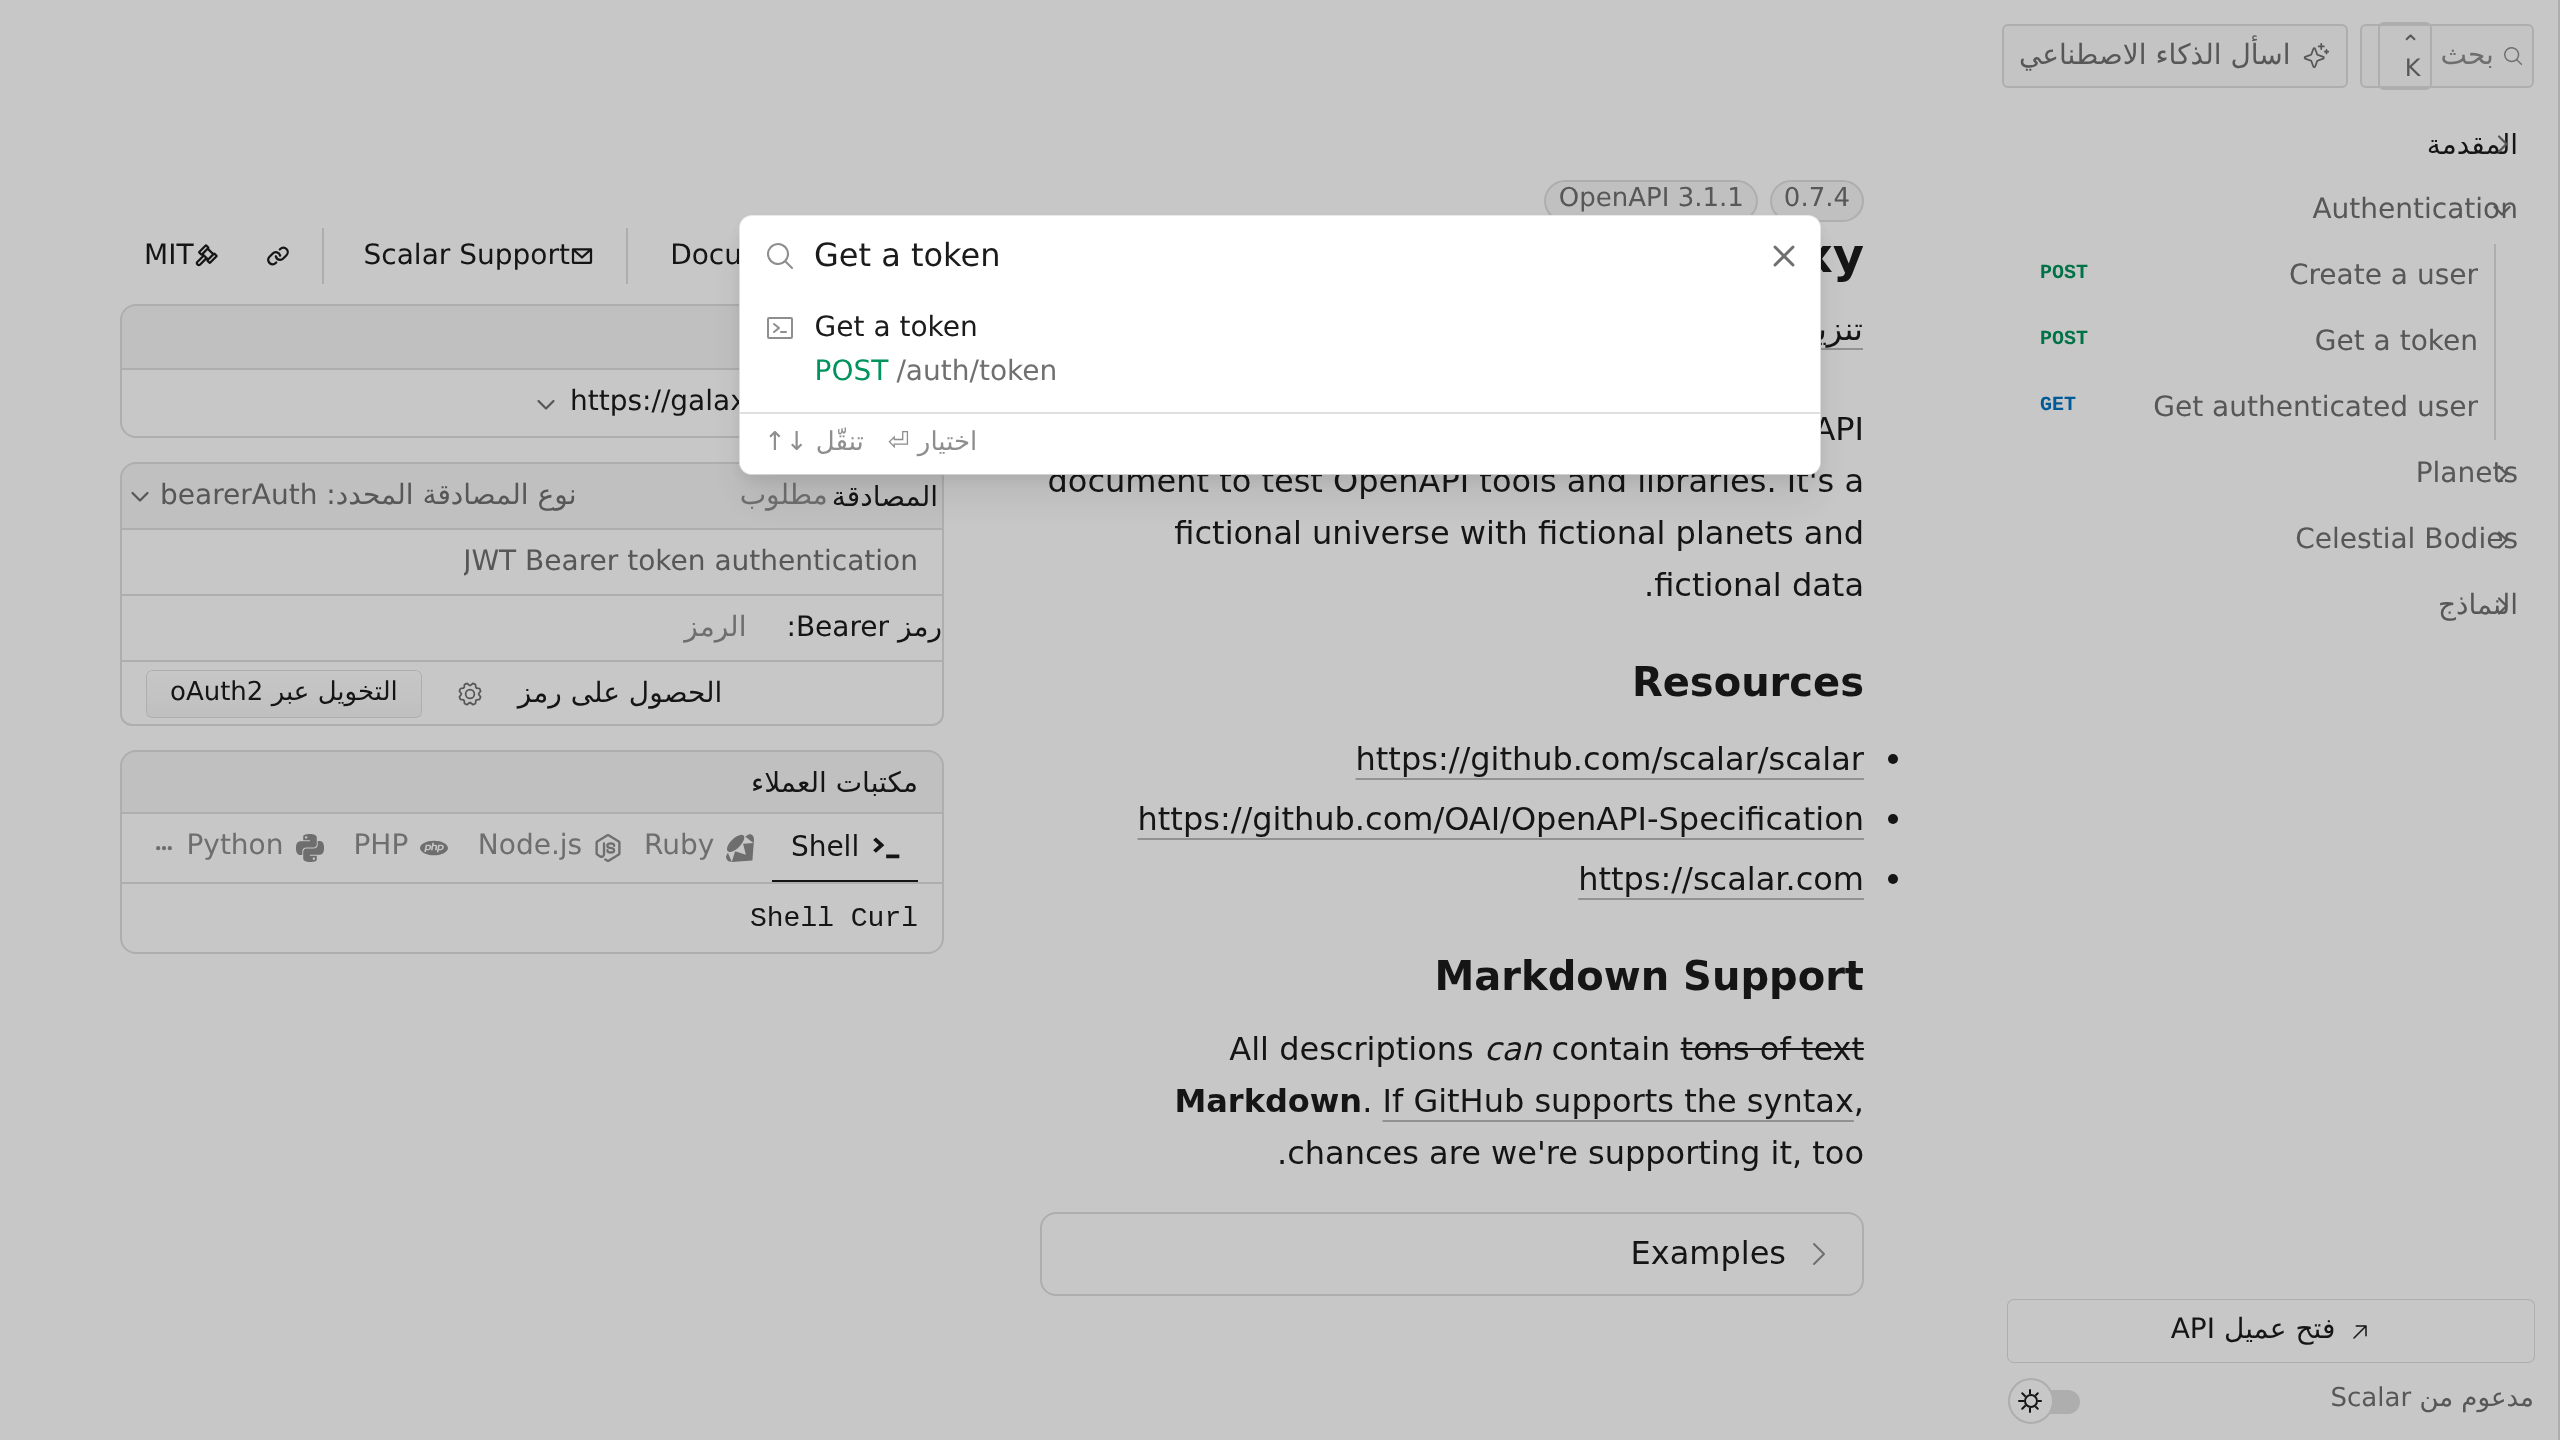 بحث
⌃
K
اسأل الذكاء الاصطناعي
المقدمة
Authentication
Create a user POST
Get a token POST
Get authenticated user GET
Planets
Celestial Bodies
النماذج
فتح عميل API
مدعوم من Scalar
Get a token
Get a token
POST /auth/token
↑↓ تنقّل ⏎ اختيار
0.7.4
OpenAPI 3.1.1
API
document to test OpenAPI tools and libraries. It's a
fictional universe with fictional planets and
fictional data.
Resources
• https://github.com/scalar/scalar
• https://github.com/OAI/OpenAPI-Specification
• https://scalar.com
Markdown Support
All descriptions can contain tons of text
Markdown. If GitHub supports the syntax,
chances are we're supporting it, too.
Examples
Scalar Support
MIT
المصادقة مطلوب نوع المصادقة المحدد: bearerAuth
JWT Bearer token authentication
رمز Bearer: الرمز
الحصول على رمز التخويل عبر oAuth2
مكتبات العملاء
Shell Ruby Node.js PHP Python ...
Shell Curl